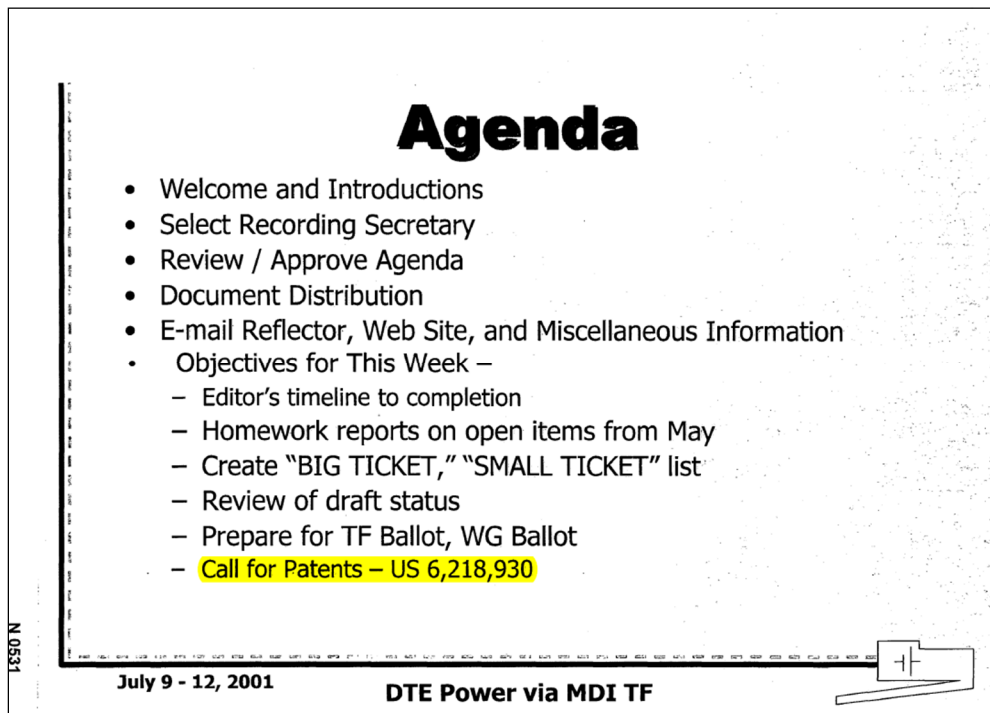 Agenda
• Welcome and Introductions
• Select Recording Secretary
• Review / Approve Agenda
• Document Distribution
• E-mail Reflector, Web Site, and Miscellaneous Information
• Objectives for This Week –
– Editor's timeline to completion
– Homework reports on open items from May
– Create “BIG TICKET,” “SMALL TICKET” list
– Review of draft status
– Prepare for TF Ballot, WG Ballot
– Call for Patents – US 6,218,930
N 0531
July 9 - 12, 2001
DTE Power via MDI TF